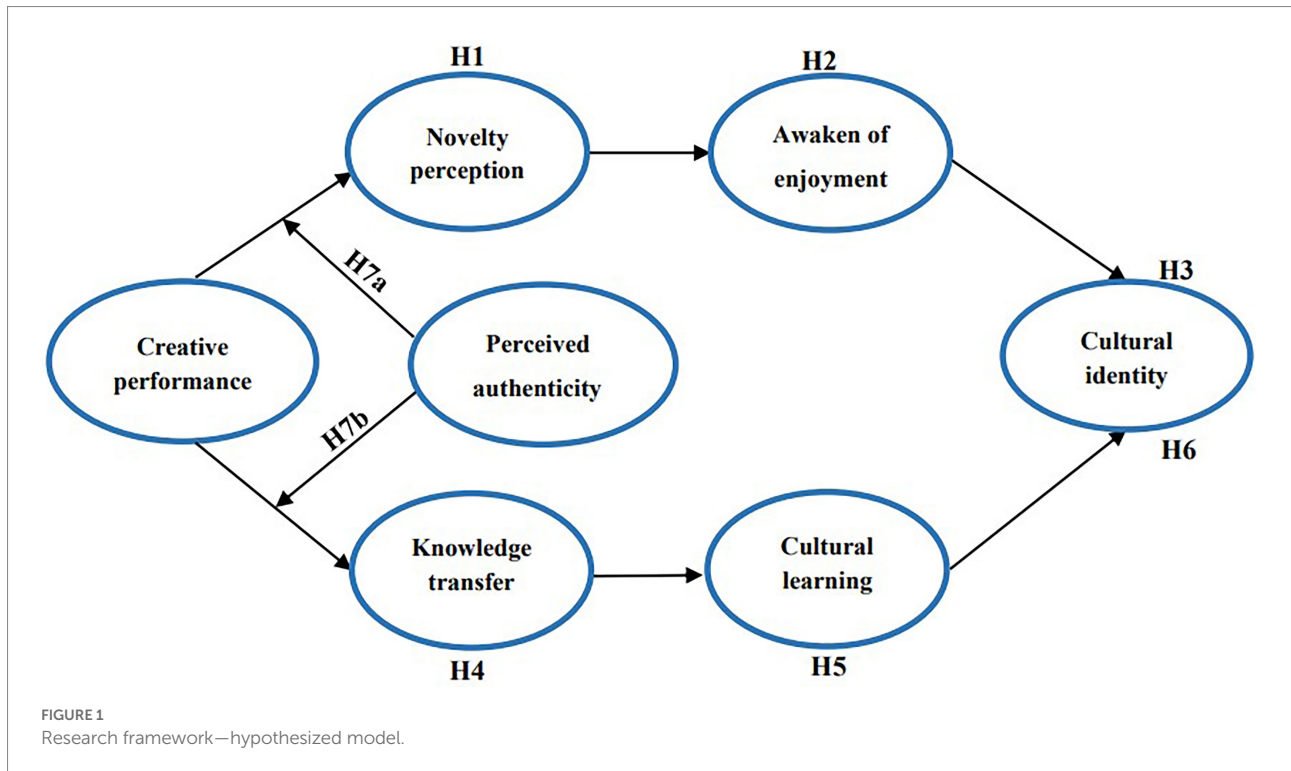 H1
Novelty
perception
H2
Awaken of
enjoyment
H7a
H3
Creative
performance
Perceived
authenticity
Cultural
identity
H7b
H6
Knowledge
transfer
H4
Cultural
learning
H5
FIGURE 1
Research framework—hypothesized model.